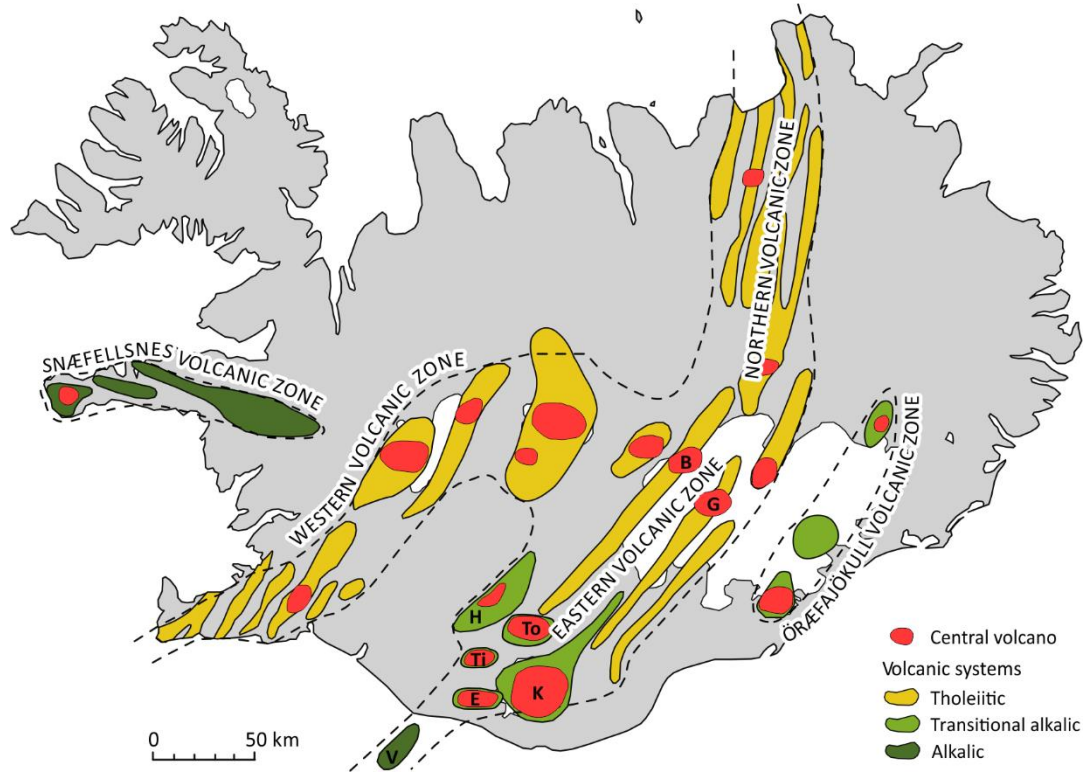 NORTHERN VOLCANIC ZONE
SNÆFELLSNES VOLCANIC ZONE
WESTERN VOLCANIC ZONE
B
G
EASTERN VOLCANIC ZONE
ÖRÆFAJÖKULL VOLCANIC ZONE
H
To
Ti
E
K
V
0 50 km
Central volcano
Volcanic systems
Tholeiitic
Transitional alkalic
Alkalic